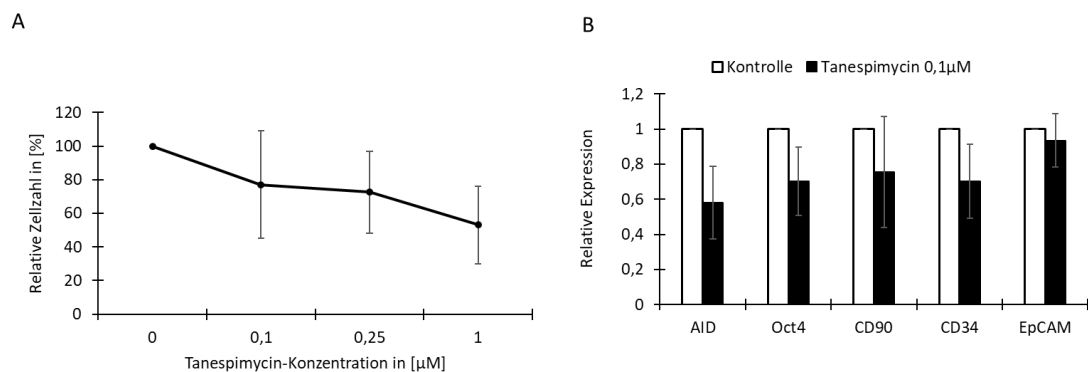 A
Relative Zellzahl in [%]
120
100
80
60
40
20
0
0 0,1 0,25 1
Tanespimycin-Konzentration in [µM]
B
Kontrolle Tanespimycin 0,1µM
Relative Expression
1,2
1
0,8
0,6
0,4
0,2
0
AID Oct4 CD90 CD34 EpCAM